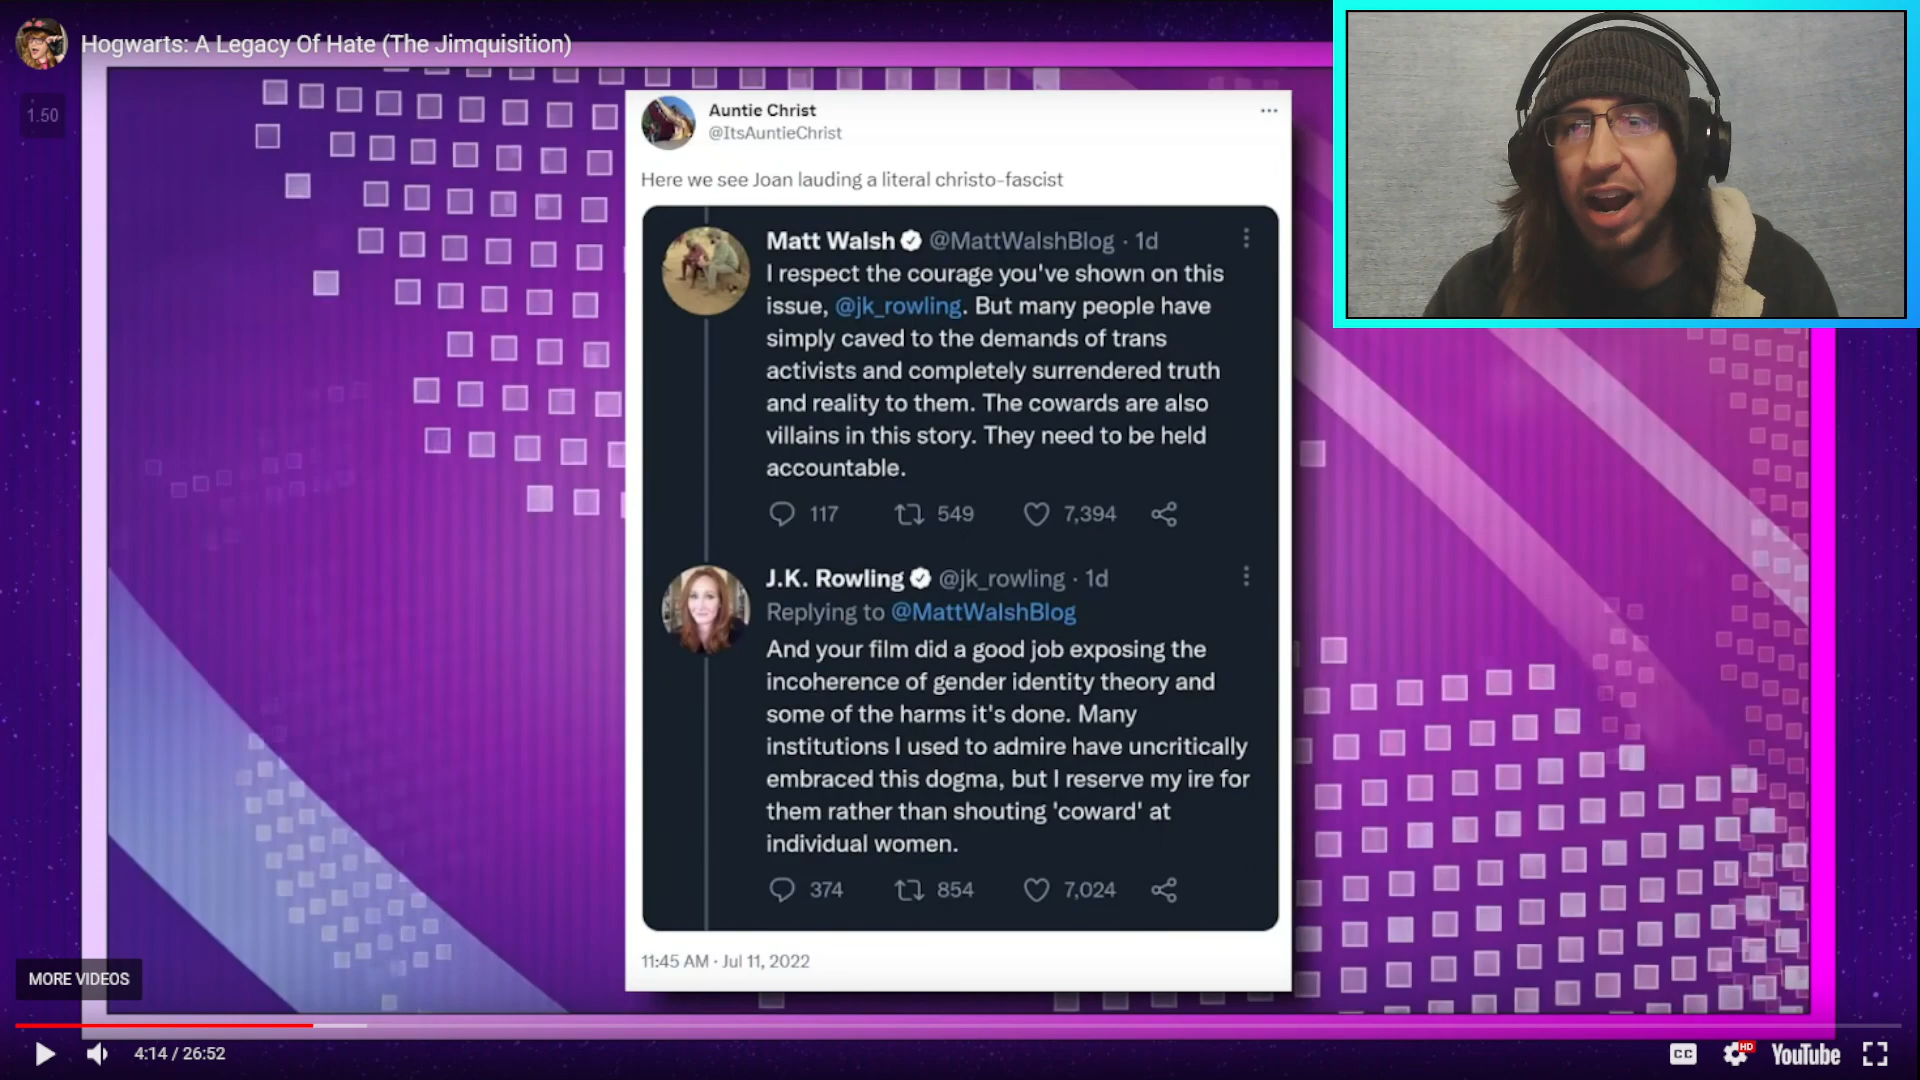 Hogwarts: A Legacy Of Hate (The Jimquisition)
1.50
Auntie Christ
@ItsAuntieChrist
Here we see Joan lauding a literal christo-fascist
Matt Walsh @MattWalshBlog · 1d
I respect the courage you've shown on this
issue, @jk_rowling. But many people have
simply caved to the demands of trans
activists and completely surrendered truth
and reality to them. The cowards are also
villains in this story. They need to be held
accountable.
117 549 7,394
J.K. Rowling @jk_rowling · 1d
Replying to @MattWalshBlog
And your film did a good job exposing the
incoherence of gender identity theory and
some of the harms it's done. Many
institutions I used to admire have uncritically
embraced this dogma, but I reserve my ire for
them rather than shouting 'coward' at
individual women.
374 854 7,024
11:45 AM · Jul 11, 2022
MORE VIDEOS
4:14 / 26:52
CC
HD
YouTube